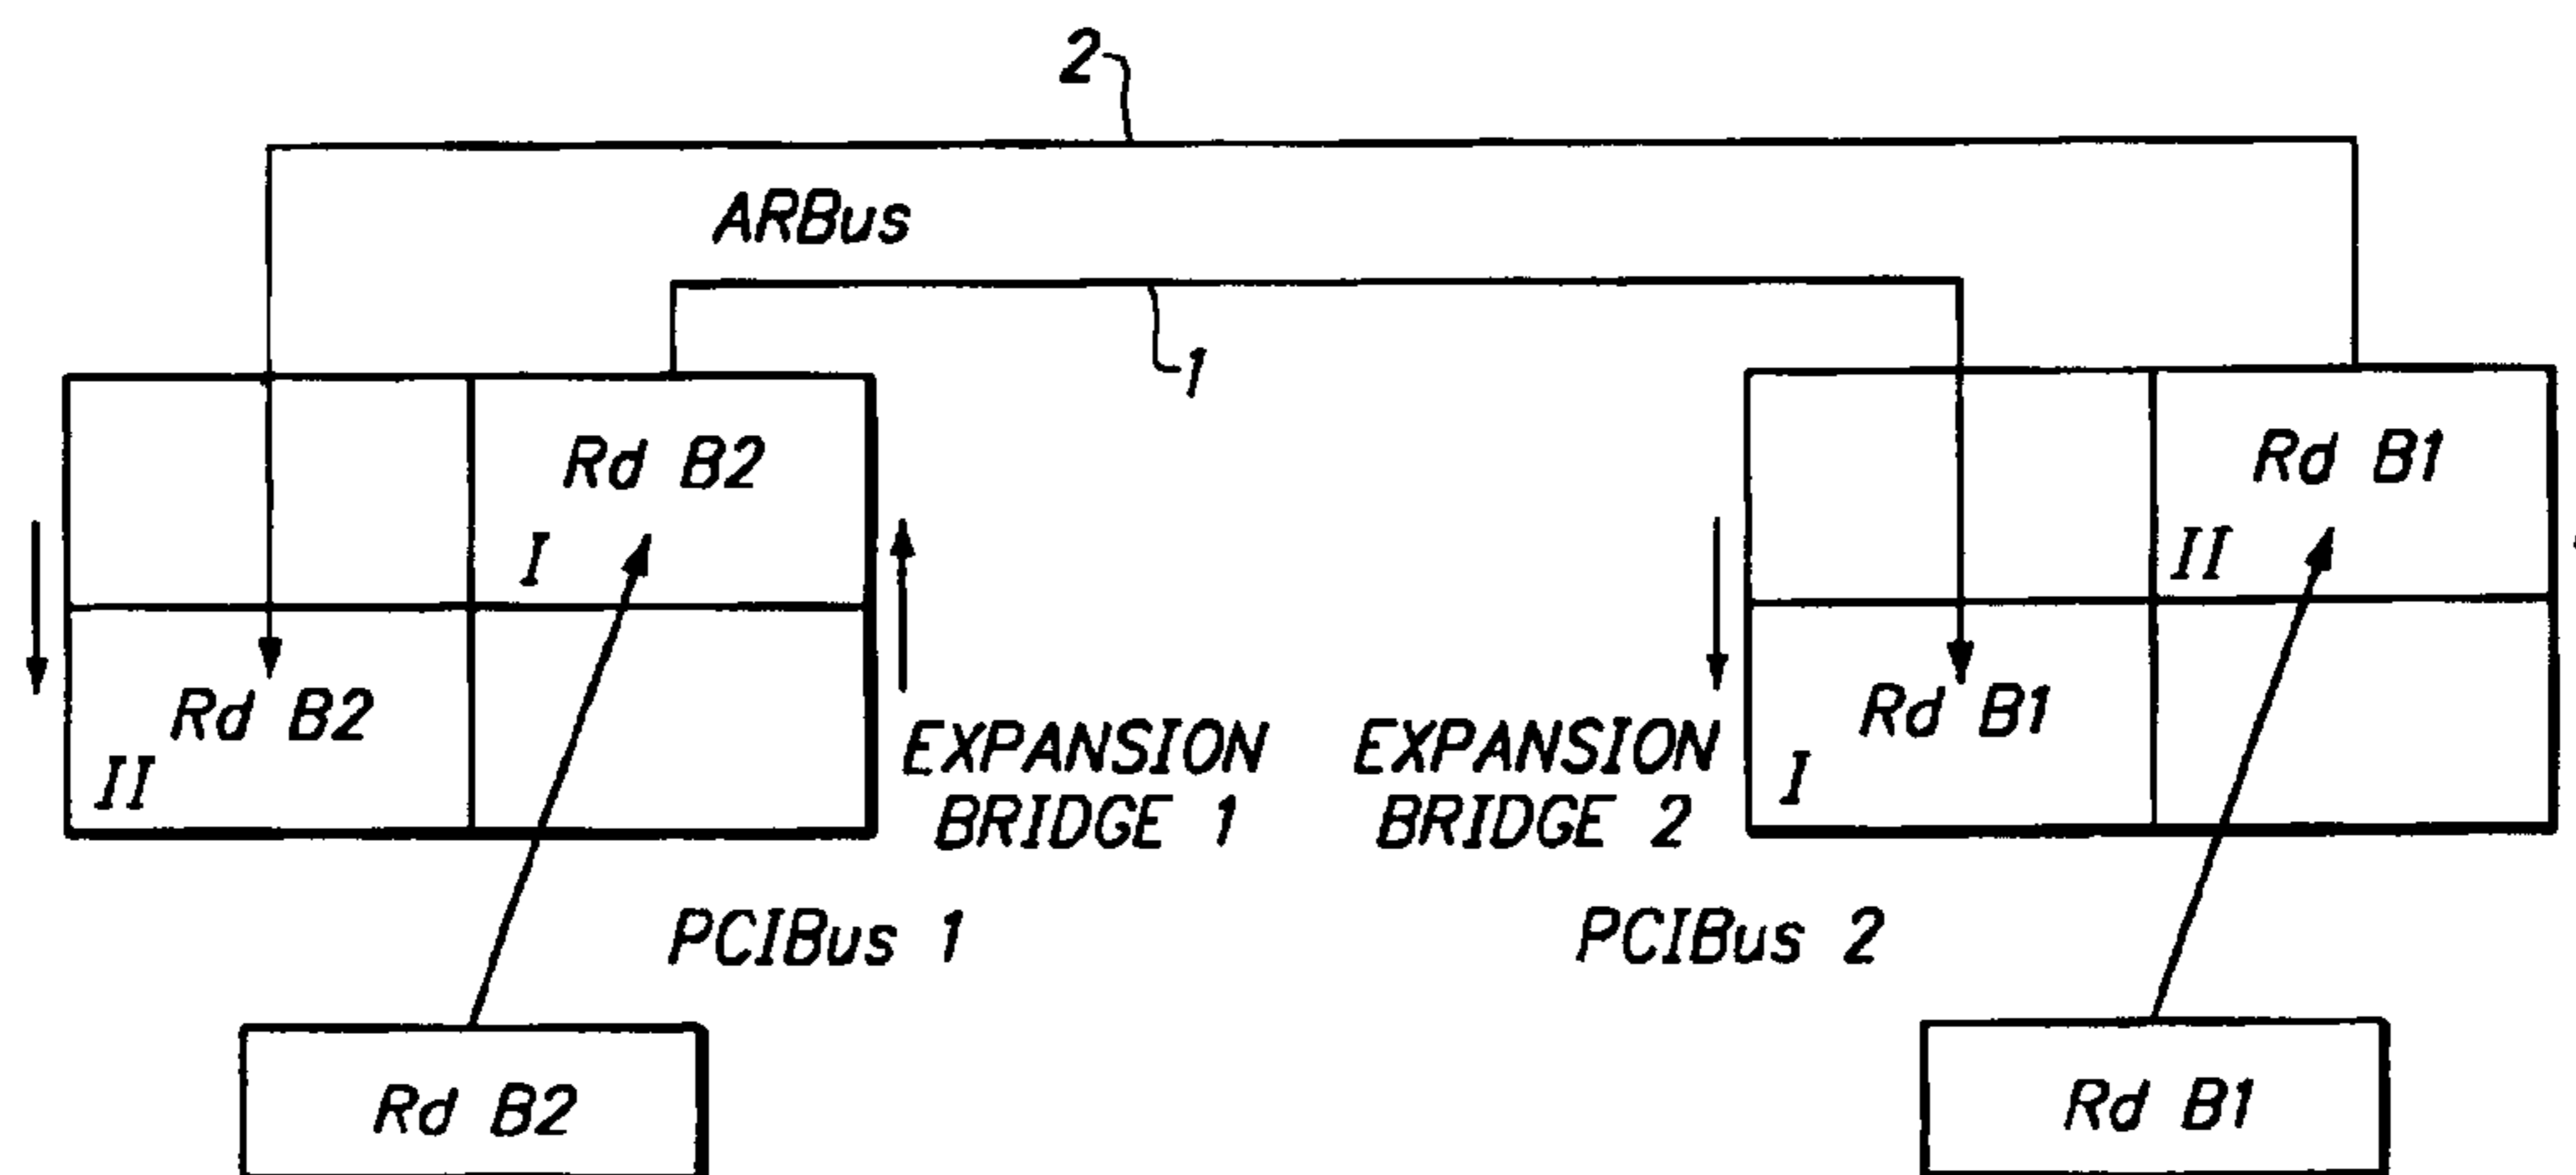 2
ARBus
1
Rd B2
I
Rd B2
II
Rd B1
II
Rd B1
I
EXPANSION
BRIDGE 1
EXPANSION
BRIDGE 2
PCIBus 1
PCIBus 2
Rd B2
Rd B1